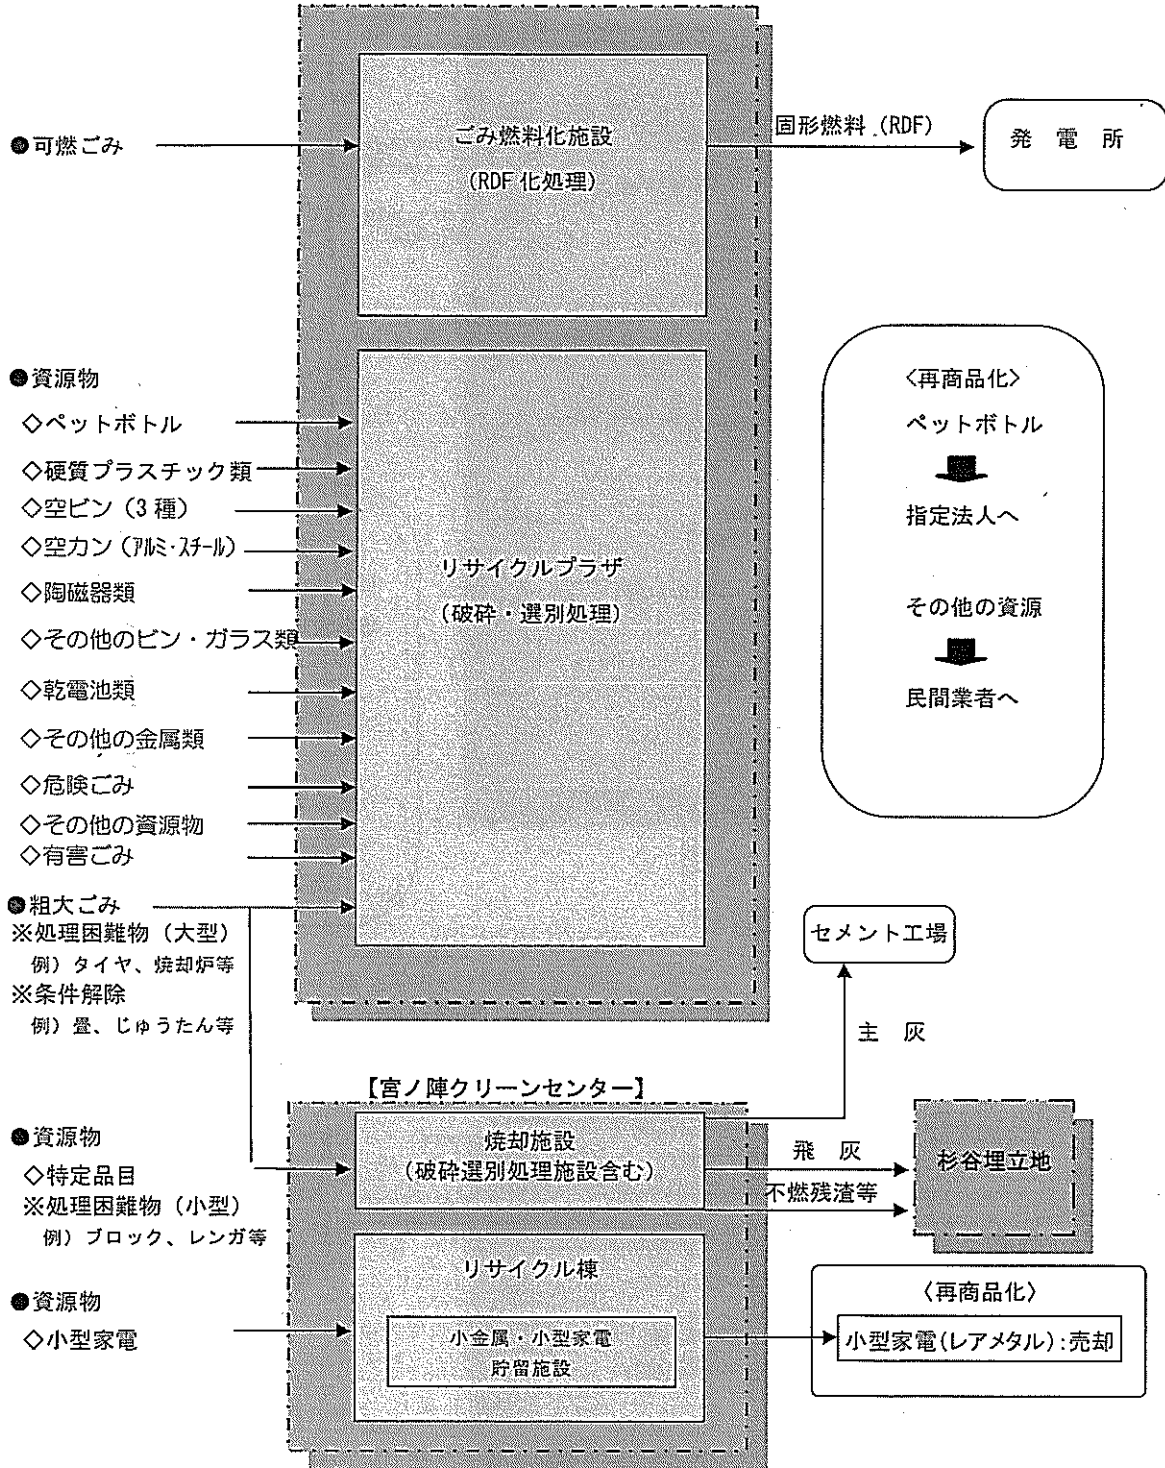 ●可燃ごみ
ごみ燃料化施設
(RDF 化処理)
固形燃料 (RDF)
発 電 所
●資源物
◇ペットボトル
◇硬質プラスチック類
◇空ビン（3 種）
◇空カン（アルミ・スチール）
◇陶磁器類
◇その他のビン・ガラス類
◇乾電池類
◇その他の金属類
◇危険ごみ
◇その他の資源物
◇有害ごみ
リサイクルプラザ
(破砕・選別処理)
〈再商品化〉
ペットボトル
指定法人へ
その他の資源
民間業者へ
●粗大ごみ
※処理困難物（大型）
例）タイヤ、焼却炉等
※条件解除
例）畳、じゅうたん等
セメント工場
主 灰
【宮ノ陣クリーンセンター】
焼却施設
(破砕選別処理施設含む)
飛 灰
不燃残渣等
杉谷埋立地
●資源物
◇特定品目
※処理困難物（小型）
例）ブロック、レンガ等
●資源物
◇小型家電
リサイクル棟
小金属・小型家電
貯留施設
〈再商品化〉
小型家電(レアメタル):売却